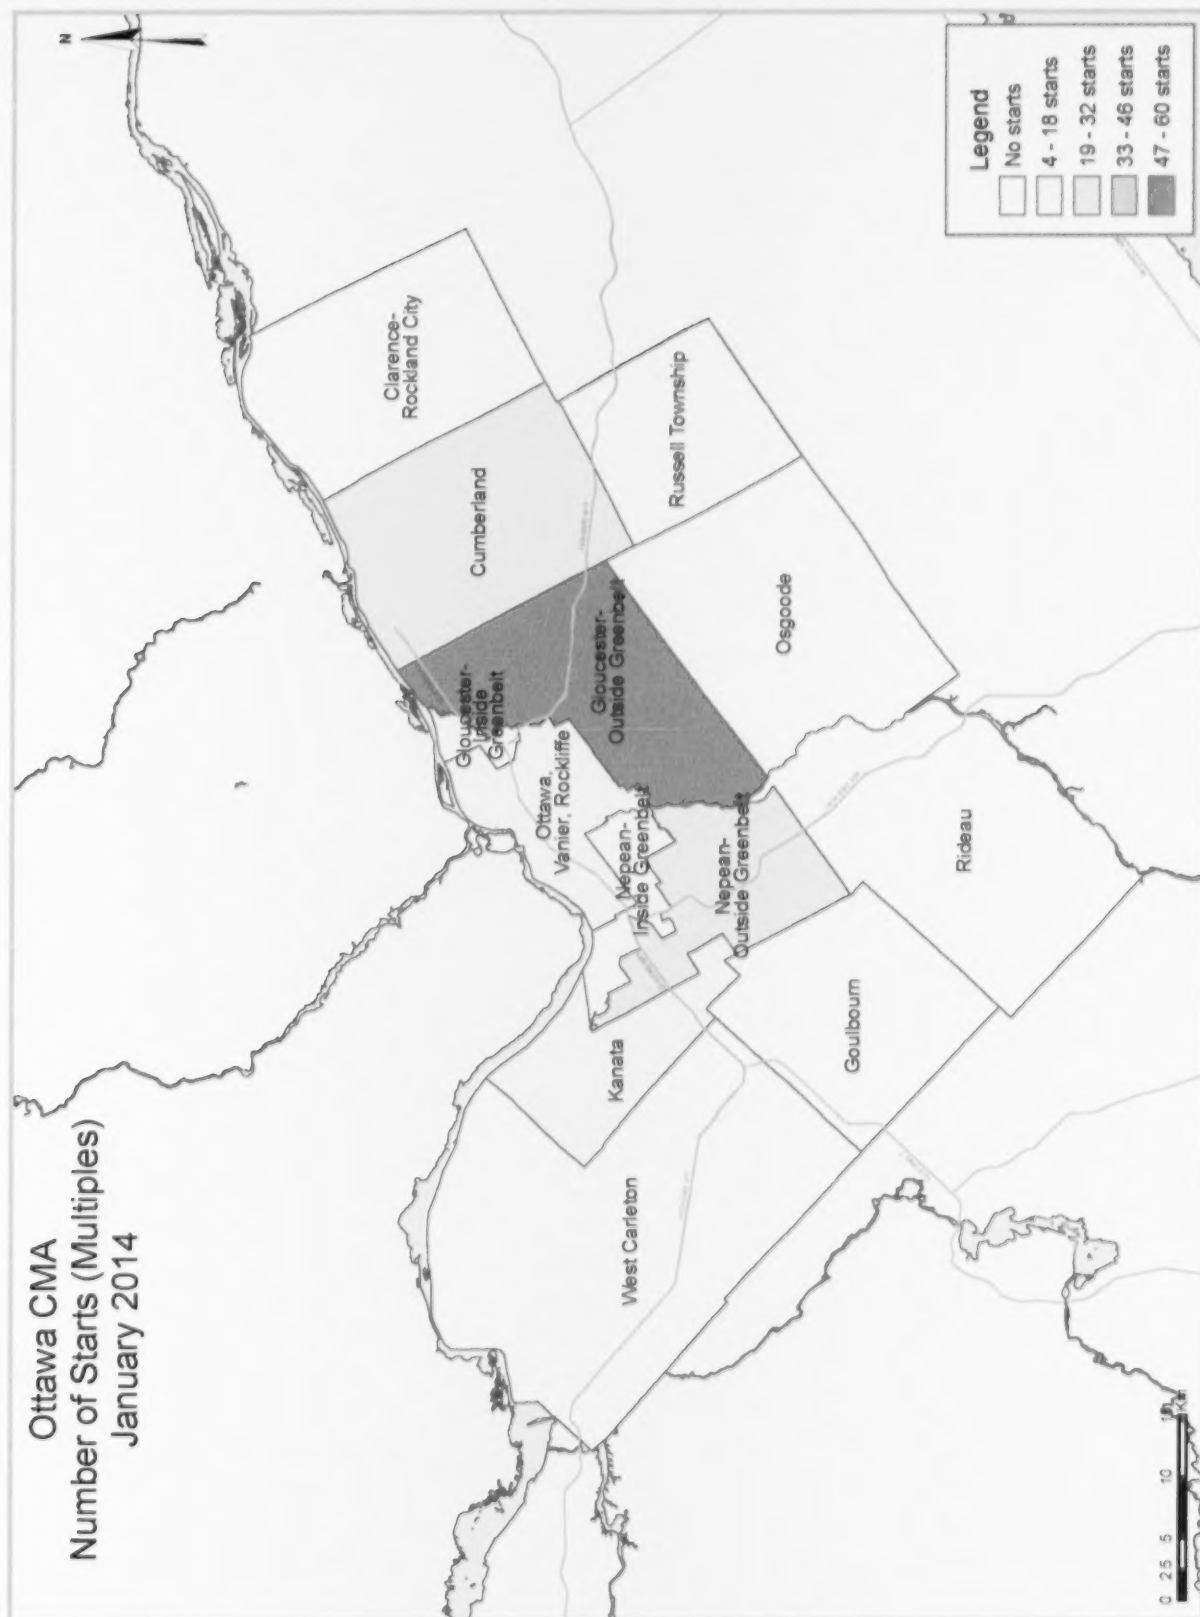 Ottawa CMA
Number of Starts (Multiples)
January 2014
N
West Carleton
Kanata
Goulbourn
Nepean-
Inside Greenbelt
Nepean-
Outside Greenbelt
Rideau
Ottawa,
Vanier, Rockliffe
Gloucester-
Inside
Greenbelt
Gloucester-
Outside Greenbelt
Osgoode
Cumberland
Clarence-
Rockland City
Russell Township
Legend
No starts
4 - 18 starts
19 - 32 starts
33 - 46 starts
47 - 60 starts
0 2.5 5 10 15
Km